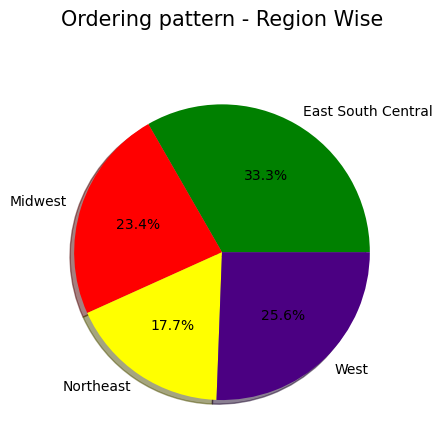 Ordering pattern - Region Wise
East South Central
33.3%
Midwest
23.4%
17.7%
25.6%
Northeast
West